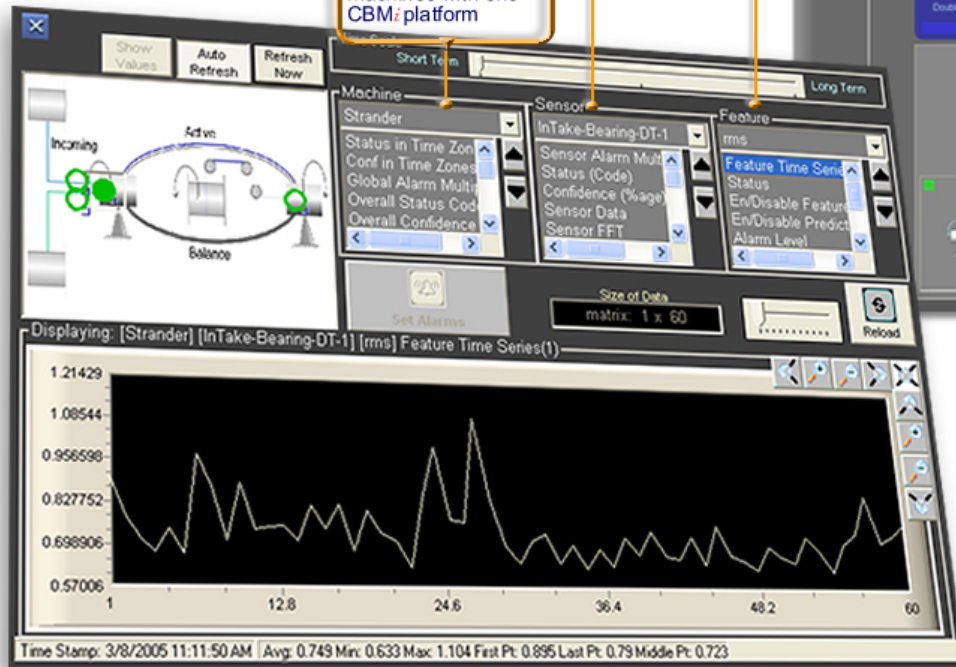 CBMi platform
Doubl
Show
Values
Auto
Refresh
Refresh
Now
Short Term
Long Term
Incoming
Active
Balance
Machine
Strander
Status in Time Zon
Conf in Time Zones
Global Alarm Multi
Overall Status Cod
Overall Confidence
Sensor
InTake-Bearing-DT-1
Sensor Alarm Mult
Status (Code)
Confidence (%age
Sensor Data
Sensor FFT
Feature
rms
Feature Time Serie
Status
En/Disable Feature
En/Disable Predict
Alarm Level
Set Alarms
Size of Data
matrix: 1 x 60
Reload
Displaying: [Strander] [InTake-Bearing-DT-1] [rms] Feature Time Series(1)
1.21429
1.08544
0.956598
0.827752
0.698906
0.57006
1 12.8 24.6 36.4 48.2 60
Time Stamp: 3/8/2005 11:11:50 AM Avg: 0.749 Min: 0.633 Max: 1.104 First Pt: 0.895 Last Pt: 0.79 Middle Pt: 0.723